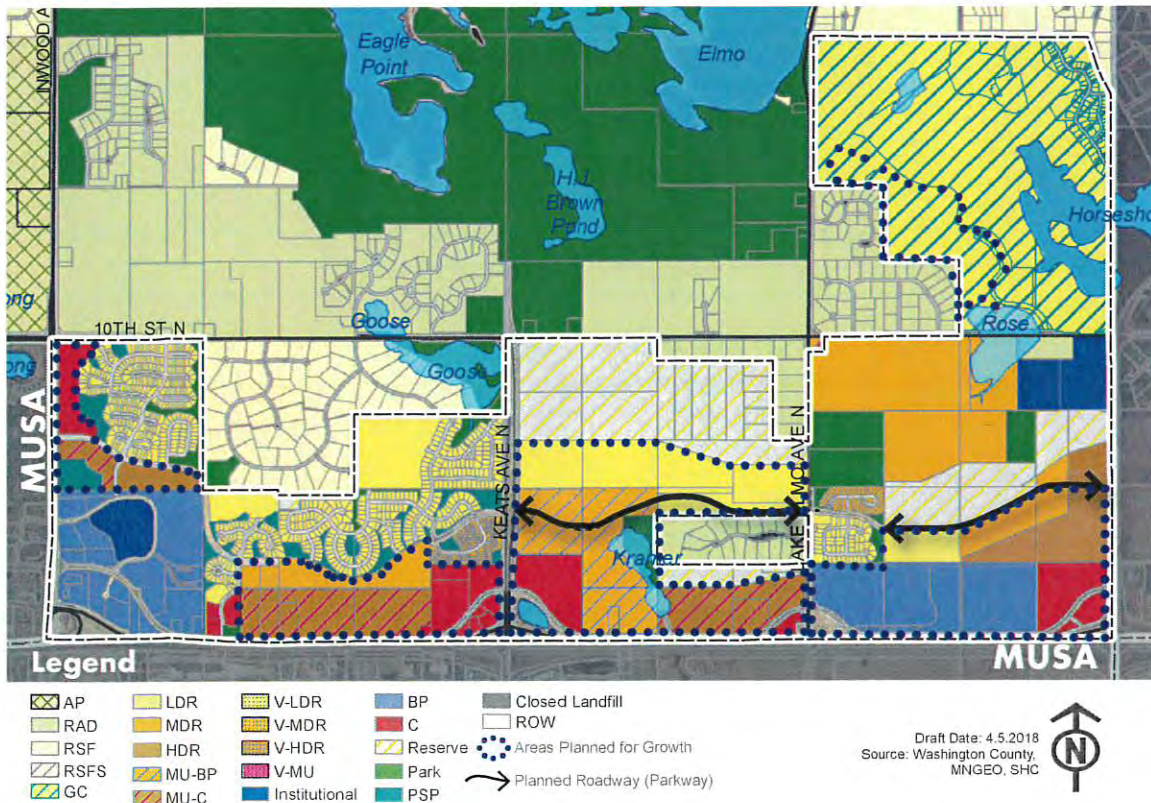 Eagle
Point
Elmo
INWOOD A
H.J.
Brown
Pond
Horsesho
ong
Goose
Rose
10TH ST N
ong
Goose
MUSA
KEATS AVE N
LAKE ELMO AVE N
Kramer
Legend
MUSA
AP
RAD
RSF
RSFS
GC
LDR
MDR
HDR
MU-BP
MU-C
V-LDR
V-MDR
V-HDR
V-MU
Institutional
BP
C
Reserve
Park
PSP
Closed Landfill
ROW
Areas Planned for Growth
Planned Roadway (Parkway)
Draft Date: 4.5.2018
Source: Washington County,
MNGEO, SHC
N